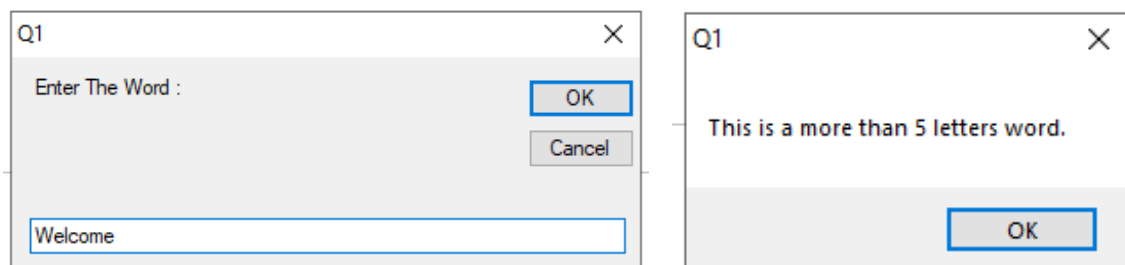 Q1
Enter The Word :
OK
Cancel
Welcome
Q1
This is a more than 5 letters word.
OK